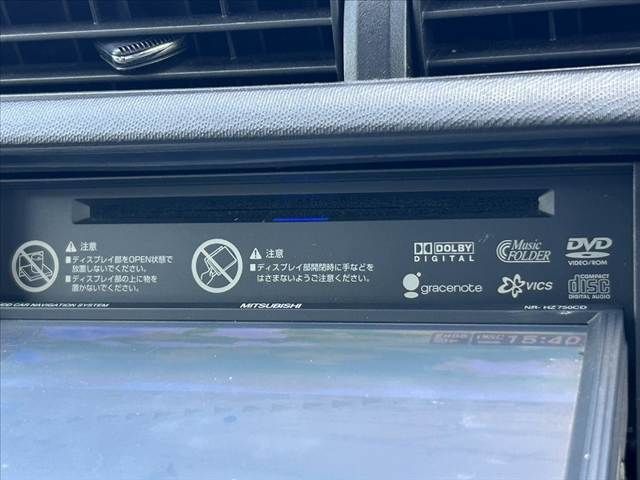 ⚠ 注意
■ディスプレイ部をOPEN状態で
放置しないでください。
■ディスプレイ部の上に物を
置かないでください。
⚠ 注意
■ディスプレイ部開閉時に手などを
はさまないようご注意ください。
DOLBY
DIGITAL
Music
FOLDER
DVD
VIDEO/ROM
gracenote
VICS
COMPACT
disc
DIGITAL AUDIO
CAR NAVIGATION SYSTEM
MITSUBISHI
NR-HZ750CD
15:40